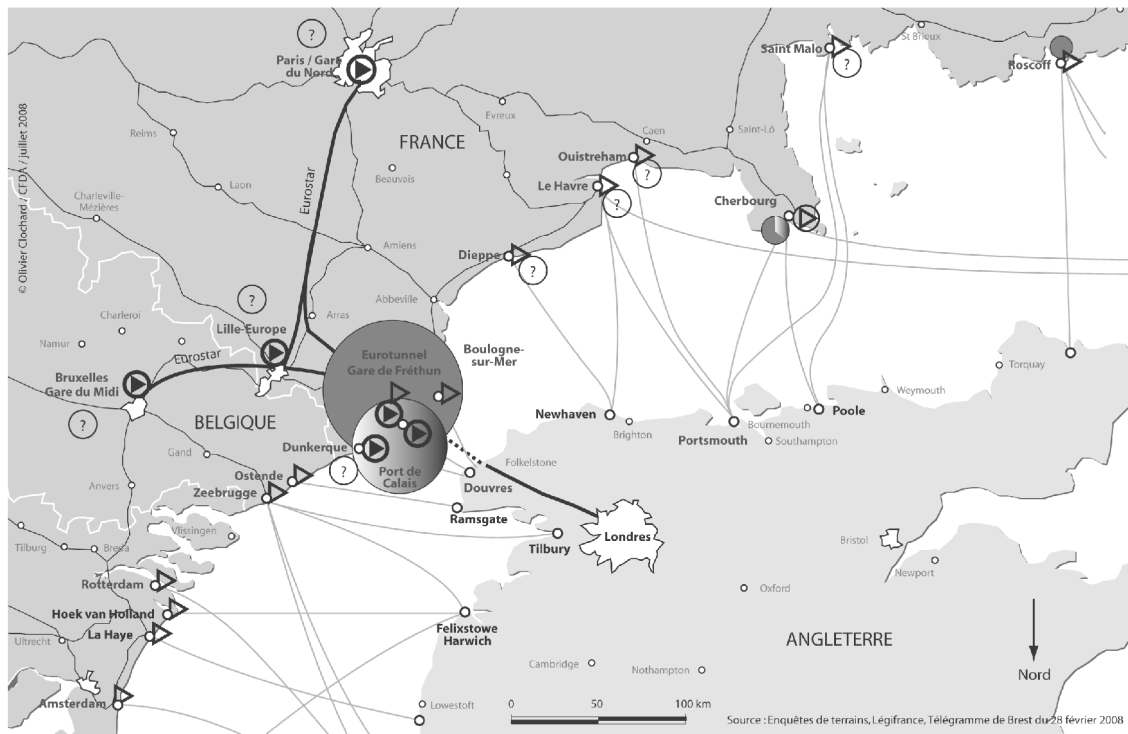 © Olivier Clochard / CFDA / juillet 2008
?
Paris / Gare
du Nord
Saint Malo
?
St Brieux
Roscoff
Evreux
Reims
FRANCE
Caen
Saint-Lô
Ouistreham
?
Beauvais
Laon
Le Havre
?
Eurostar
Charleville-
Mézières
Cherbourg
Amiens
Dieppe
?
?
Abbeville
Charleroi
Arras
Lille-Europe
Namur
Eurostar
Eurotunnel
Gare de Fréthun
Boulogne-
sur-Mer
Torquay
Bruxelles
Gare du Midi
Weymouth
?
BELGIQUE
Newhaven
Brighton
Portsmouth
Bournemouth
Poole
Southampton
Gand
Dunkerque
?
Port de
Calais
Folkelstone
Douvres
Anvers
Ostende
Zeebrugge
Ramsgate
Vlissingen
Tilbury
Londres
Bristol
Tilburg
Breda
Newport
Rotterdam
Oxford
Hoek van Holland
La Haye
Felixstowe
Harwich
Ultrecht
ANGLETERRE
Cambridge
Nothampton
Nord
Amsterdam
Lowestoft
0
50
100 km
Source : Enquêtes de terrains, Légifrance, Télégramme de Brest du 28 février 2008